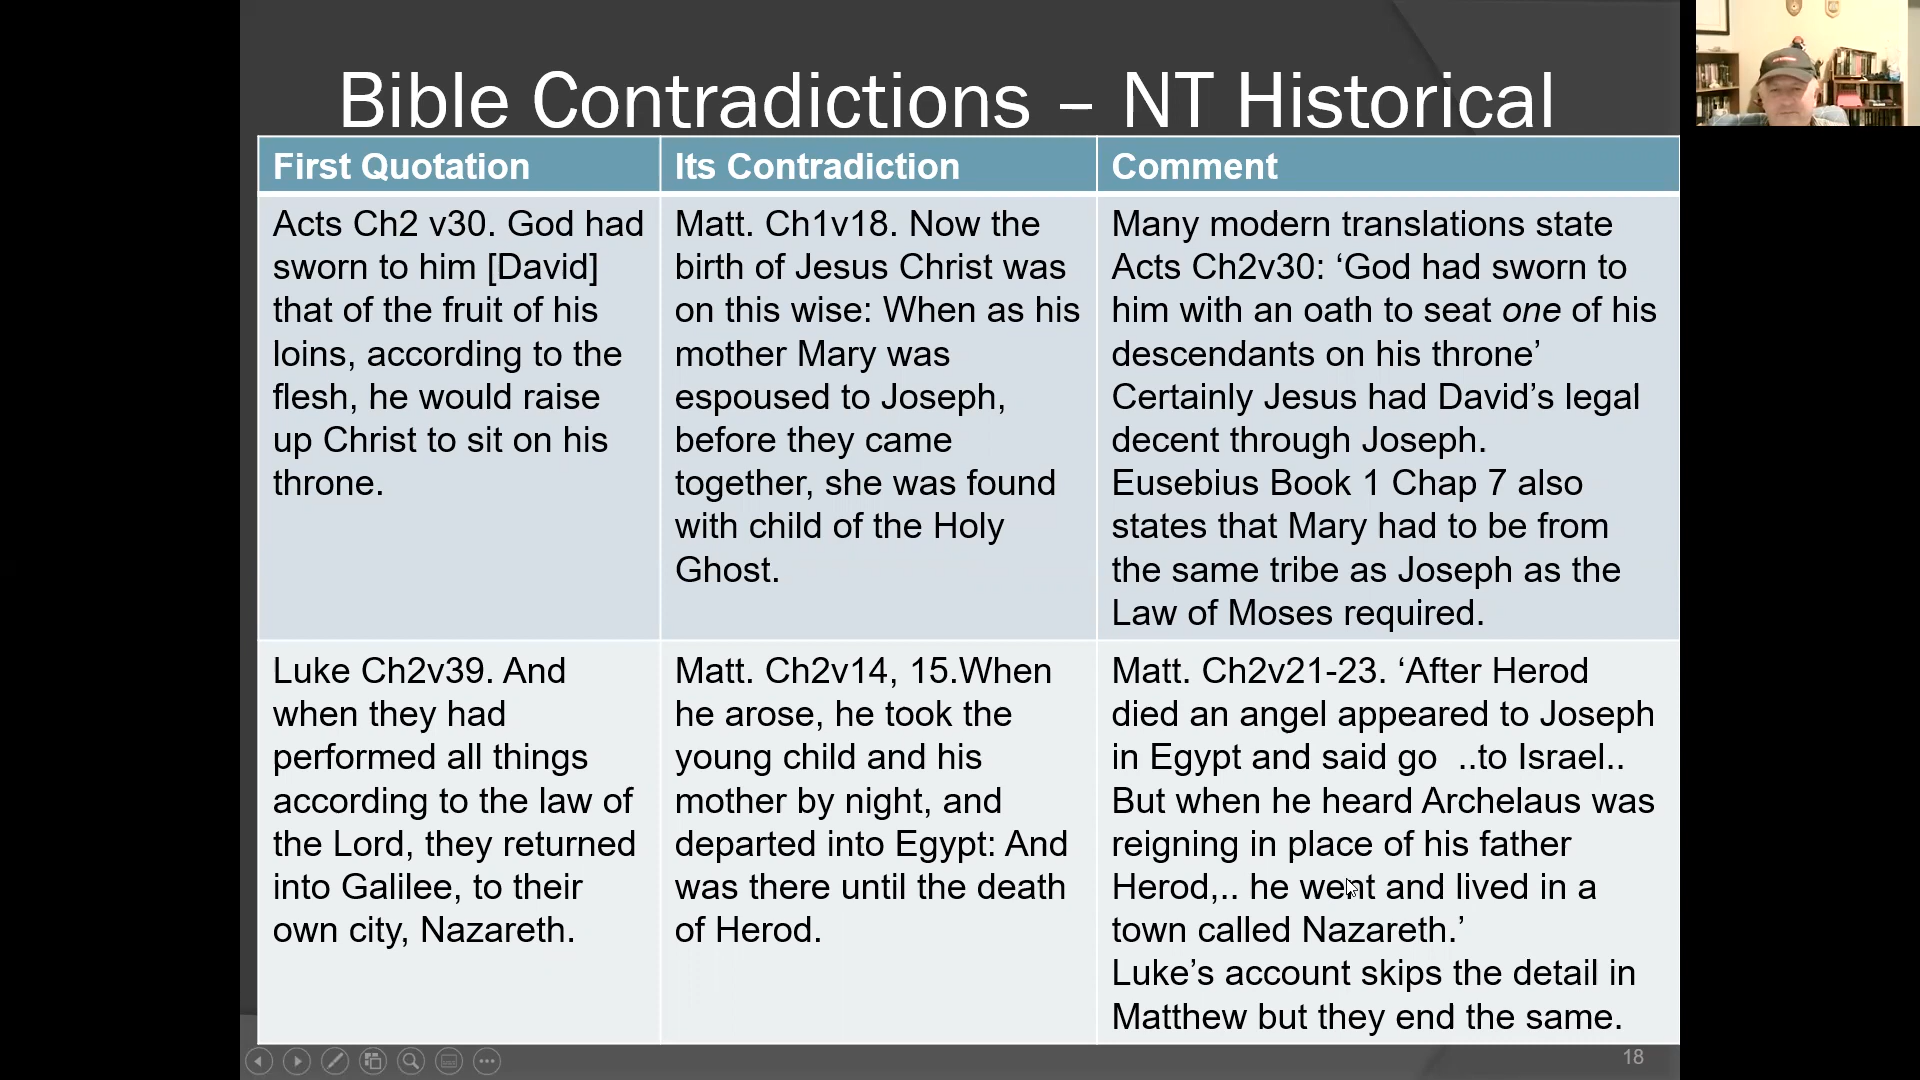 Bible Contradictions – NT Historical
First Quotation
Its Contradiction
Comment
Acts Ch2 v30. God had
sworn to him [David]
that of the fruit of his
loins, according to the
flesh, he would raise
up Christ to sit on his
throne.
Matt. Ch1v18. Now the
birth of Jesus Christ was
on this wise: When as his
mother Mary was
espoused to Joseph,
before they came
together, she was found
with child of the Holy
Ghost.
Many modern translations state
Acts Ch2v30: ‘God had sworn to
him with an oath to seat one of his
descendants on his throne’
Certainly Jesus had David’s legal
decent through Joseph.
Eusebius Book 1 Chap 7 also
states that Mary had to be from
the same tribe as Joseph as the
Law of Moses required.
Luke Ch2v39. And
when they had
performed all things
according to the law of
the Lord, they returned
into Galilee, to their
own city, Nazareth.
Matt. Ch2v14, 15.When
he arose, he took the
young child and his
mother by night, and
departed into Egypt: And
was there until the death
of Herod.
Matt. Ch2v21-23. ‘After Herod
died an angel appeared to Joseph
in Egypt and said go ..to Israel..
But when he heard Archelaus was
reigning in place of his father
Herod,.. he went and lived in a
town called Nazareth.’
Luke’s account skips the detail in
Matthew but they end the same.
18